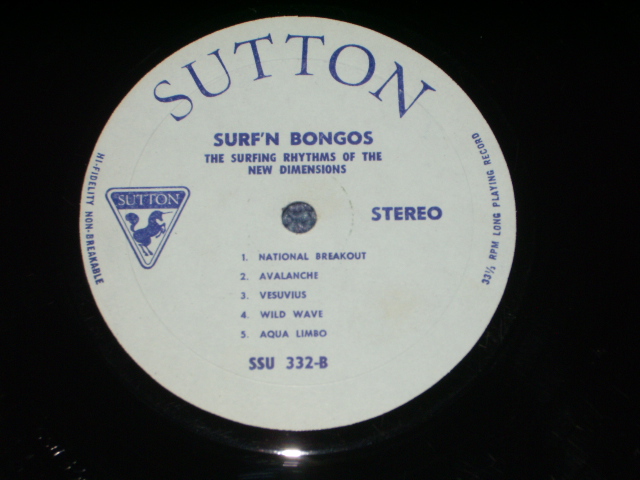 SUTTON
SURF'N BONGOS
THE SURFING RHYTHMS OF THE
NEW DIMENSIONS
HI-FIDELITY NON-BREAKABLE
SUTTON
STEREO
33⅓ RPM LONG PLAYING RECORD
1. NATIONAL BREAKOUT
2. AVALANCHE
3. VESUVIUS
4. WILD WAVE
5. AQUA LIMBO
SSU 332-B